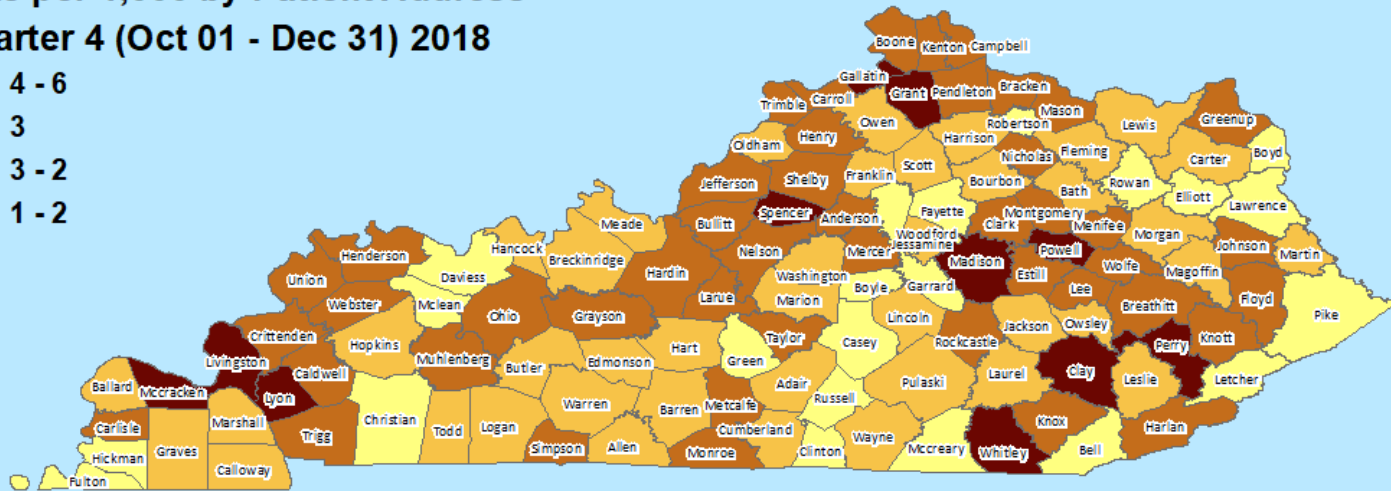 per 1,000 by Patient Address
arter 4 (Oct 01 - Dec 31) 2018
4 - 6
3
3 - 2
1 - 2
Boone
Kenton
Campbell
Gallatin
Grant
Pendleton
Bracken
Trimble
Carroll
Mason
Owen
Robertson
Lewis
Greenup
Henry
Harrison
Oldham
Nicholas
Fleming
Carter
Boyd
Scott
Franklin
Shelby
Jefferson
Bourbon
Bath
Rowan
Elliott
Lawrence
Spencer
Anderson
Fayette
Montgomery
Meade
Bullitt
Clark
Menifee
Woodford
Morgan
Hancock
Jessamine
Johnson
Henderson
Breckinridge
Nelson
Mercer
Powell
Martin
Madison
Wolfe
Magoffin
Daviess
Hardin
Washington
Estill
Union
Boyle
Garrard
Lee
Floyd
Webster
Mclean
Larue
Marion
Breathitt
Ohio
Grayson
Lincoln
Pike
Crittenden
Taylor
Jackson
Owsley
Hopkins
Rockcastle
Knott
Perry
Casey
Hart
Muhlenberg
Livingston
Green
Edmonson
Butler
Caldwell
Laurel
Clay
Leslie
Letcher
Ballard
Mccracken
Adair
Pulaski
Lyon
Russell
Warren
Barren
Metcalfe
Marshall
Christian
Knox
Carlisle
Todd
Logan
Cumberland
Harlan
Trigg
Wayne
Simpson
Allen
Monroe
Clinton
Mccreary
Whitley
Bell
Graves
Hickman
Calloway
Fulton